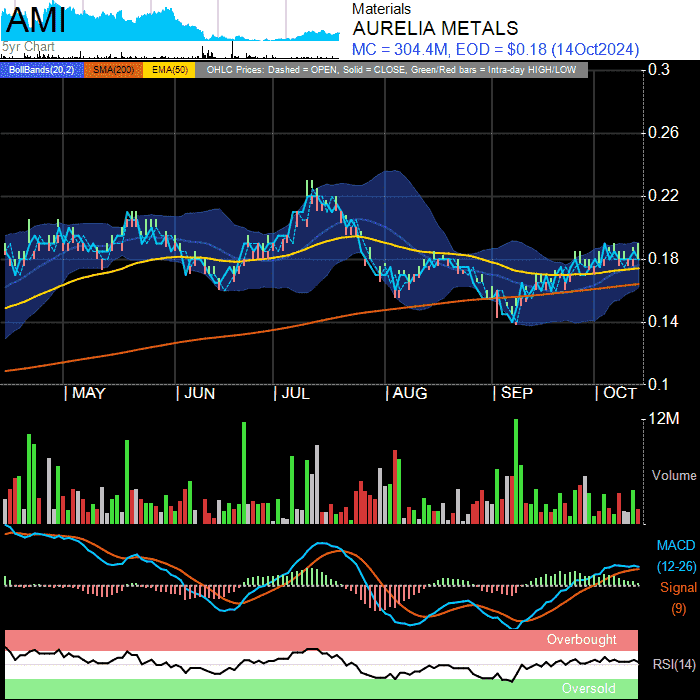 AMI
5yr Chart
Materials
AURELIA METALS
MC = 304.4M, EOD = $0.18 (14Oct2024)
BollBands(20,2) SMA(200) EMA(50) OHLC Prices: Dashed = OPEN, Solid = CLOSE, Green/Red bars = Intra-day HIGH/LOW
0.3
0.26
0.22
0.18
0.14
0.1
| MAY | JUN | JUL | AUG | SEP | OCT
12M
Volume
MACD
(12-26)
Signal
(9)
Overbought
RSI(14)
Oversold